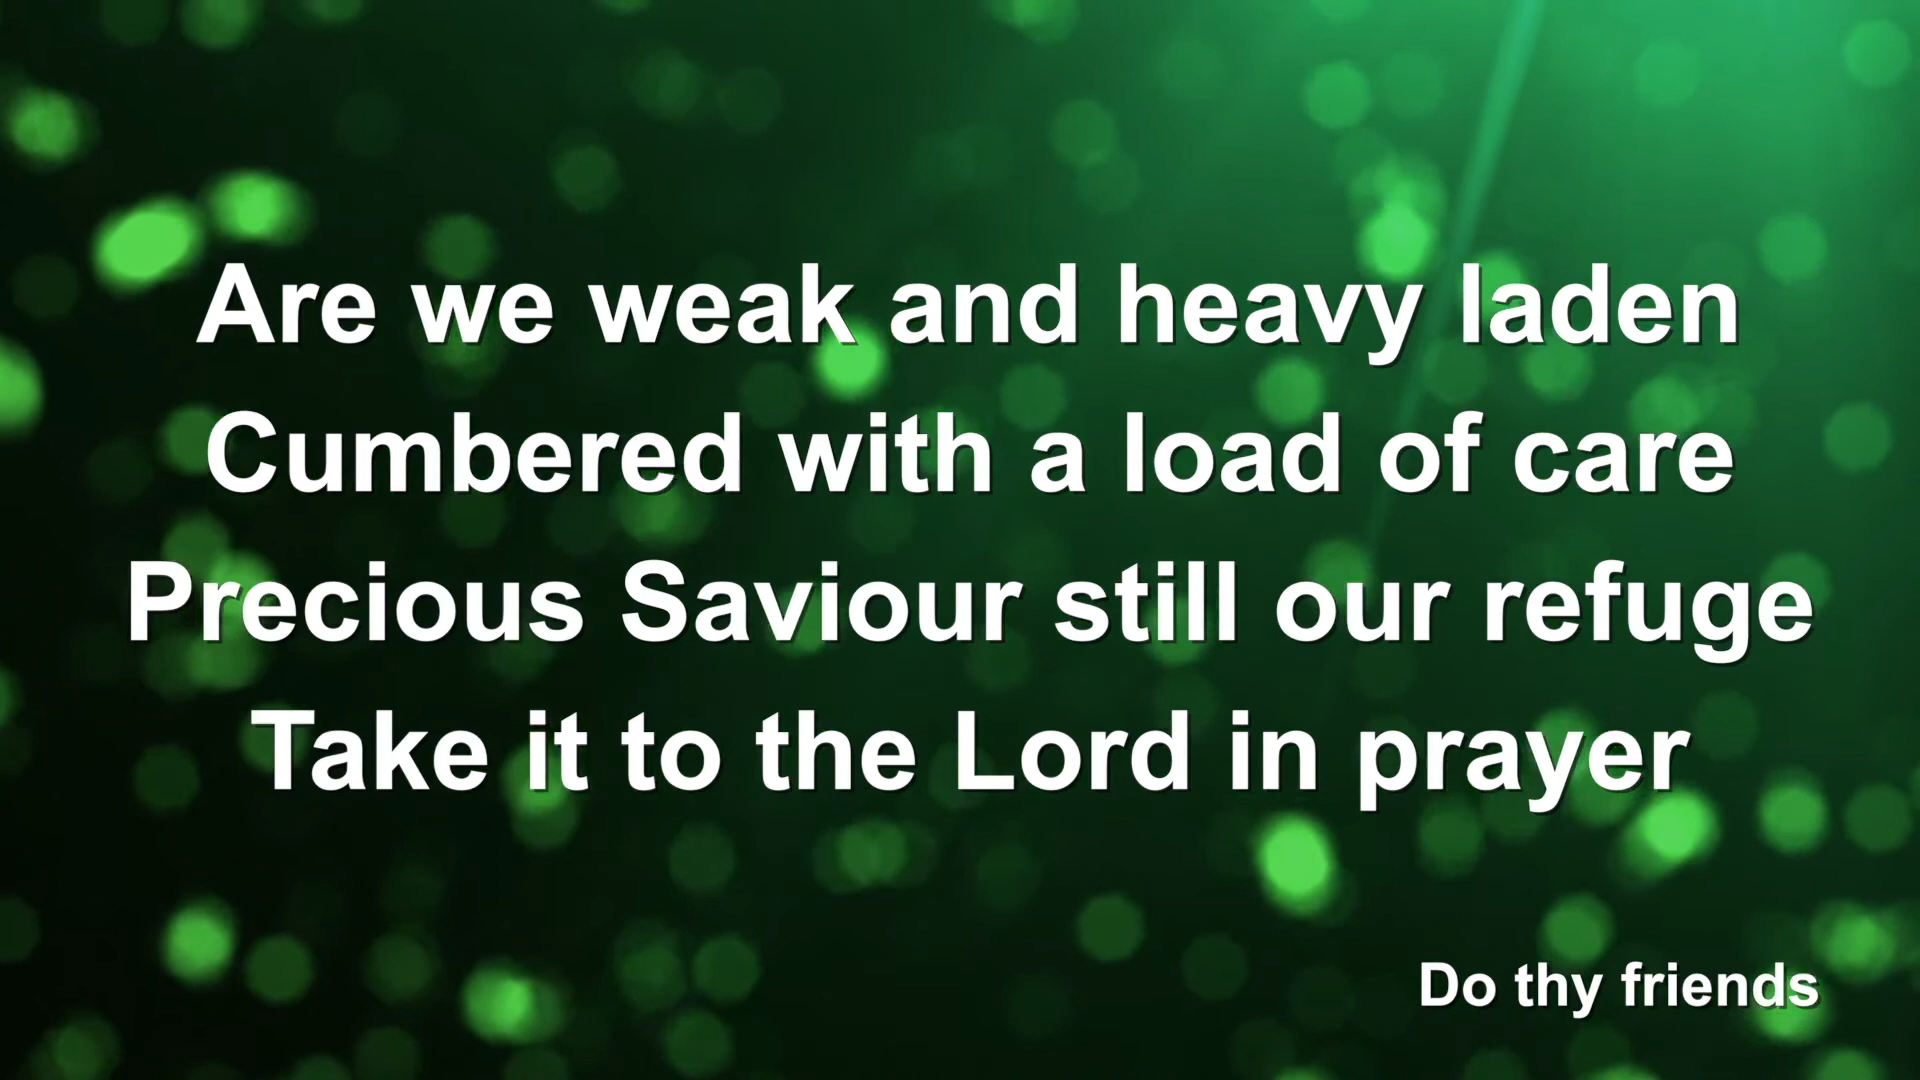 Are we weak and heavy laden
Cumbered with a load of care
Precious Saviour still our refuge
Take it to the Lord in prayer
Do thy friends